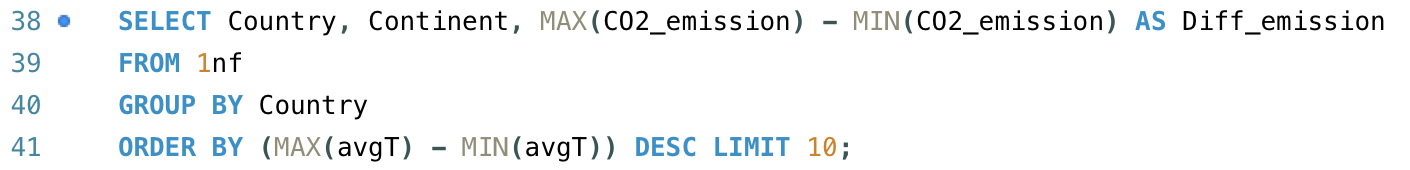 38 SELECT Country, Continent, MAX(CO2_emission) - MIN(CO2_emission) AS Diff_emission
39 FROM 1nf
40 GROUP BY Country
41 ORDER BY (MAX(avgT) - MIN(avgT)) DESC LIMIT 10;